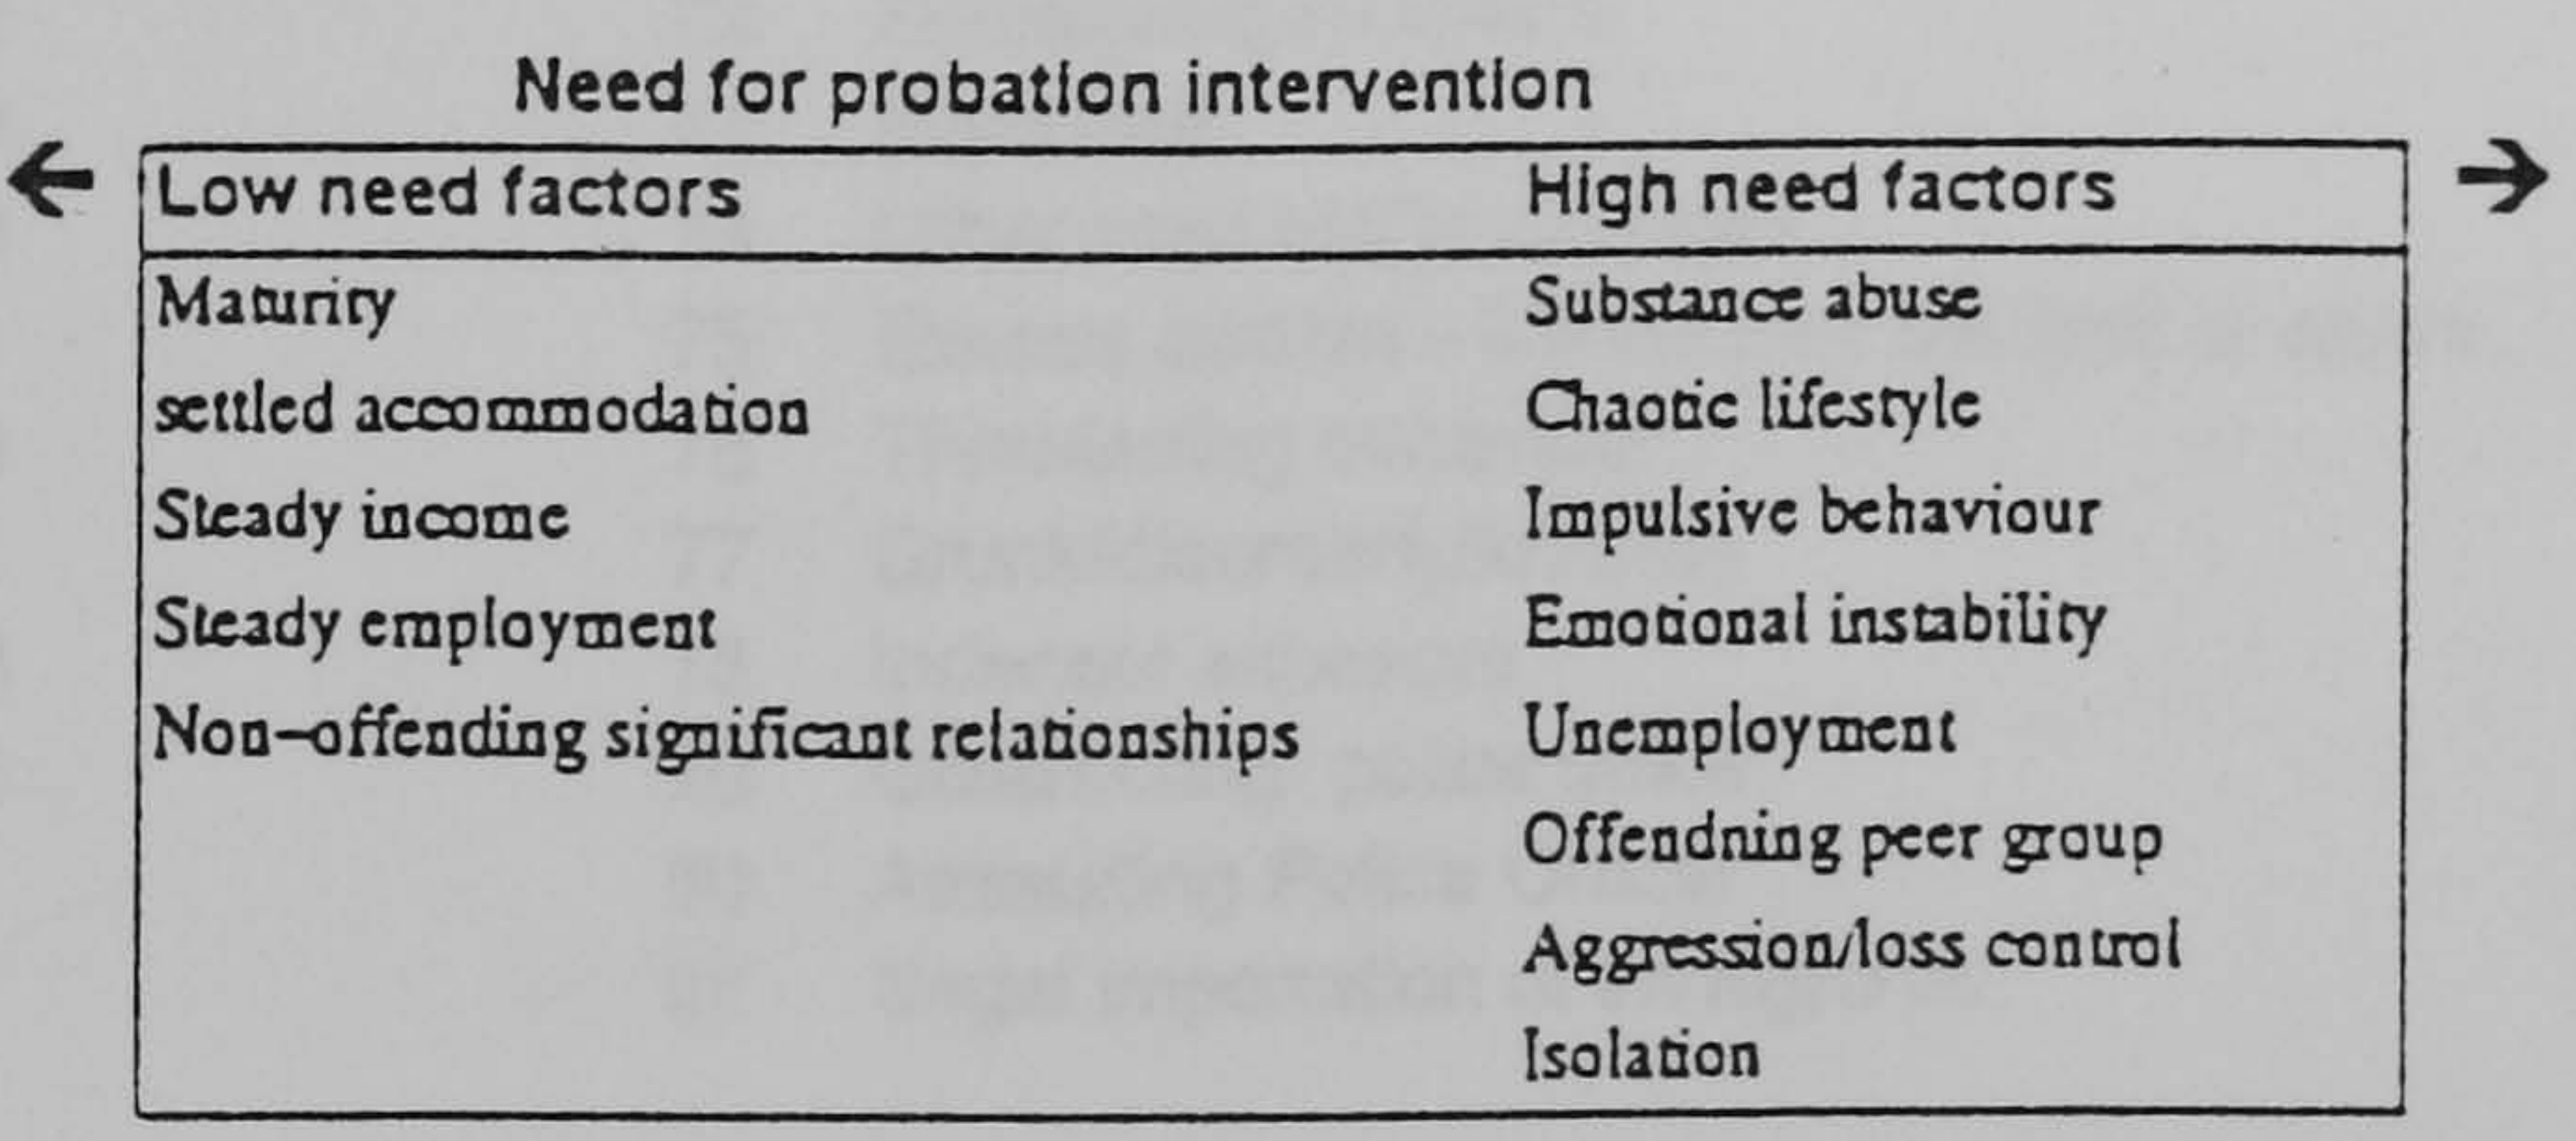 Need for probation intervention
← Low need factors High need factors →
Maturity Substance abuse
settled accommodation Chaotic lifestyle
Steady income Impulsive behaviour
Steady employment Emotional instability
Non-offending significant relationships Unemployment
Offendning peer group
Aggression/loss control
Isolation